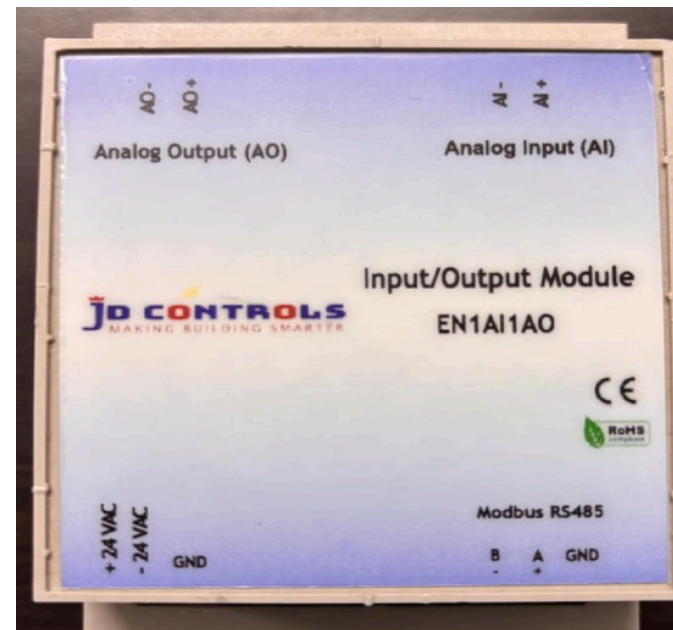 AO- AO+ AI - AI +
Analog Output (AO) Analog Input (AI)
Input/Output Module
JD CONTROLS
MAKING BUILDING SMARTER
EN1AI1AO
CE
RoHS
compliant
Modbus RS485
+ 24 VAC - 24 VAC GND B A GND
- +